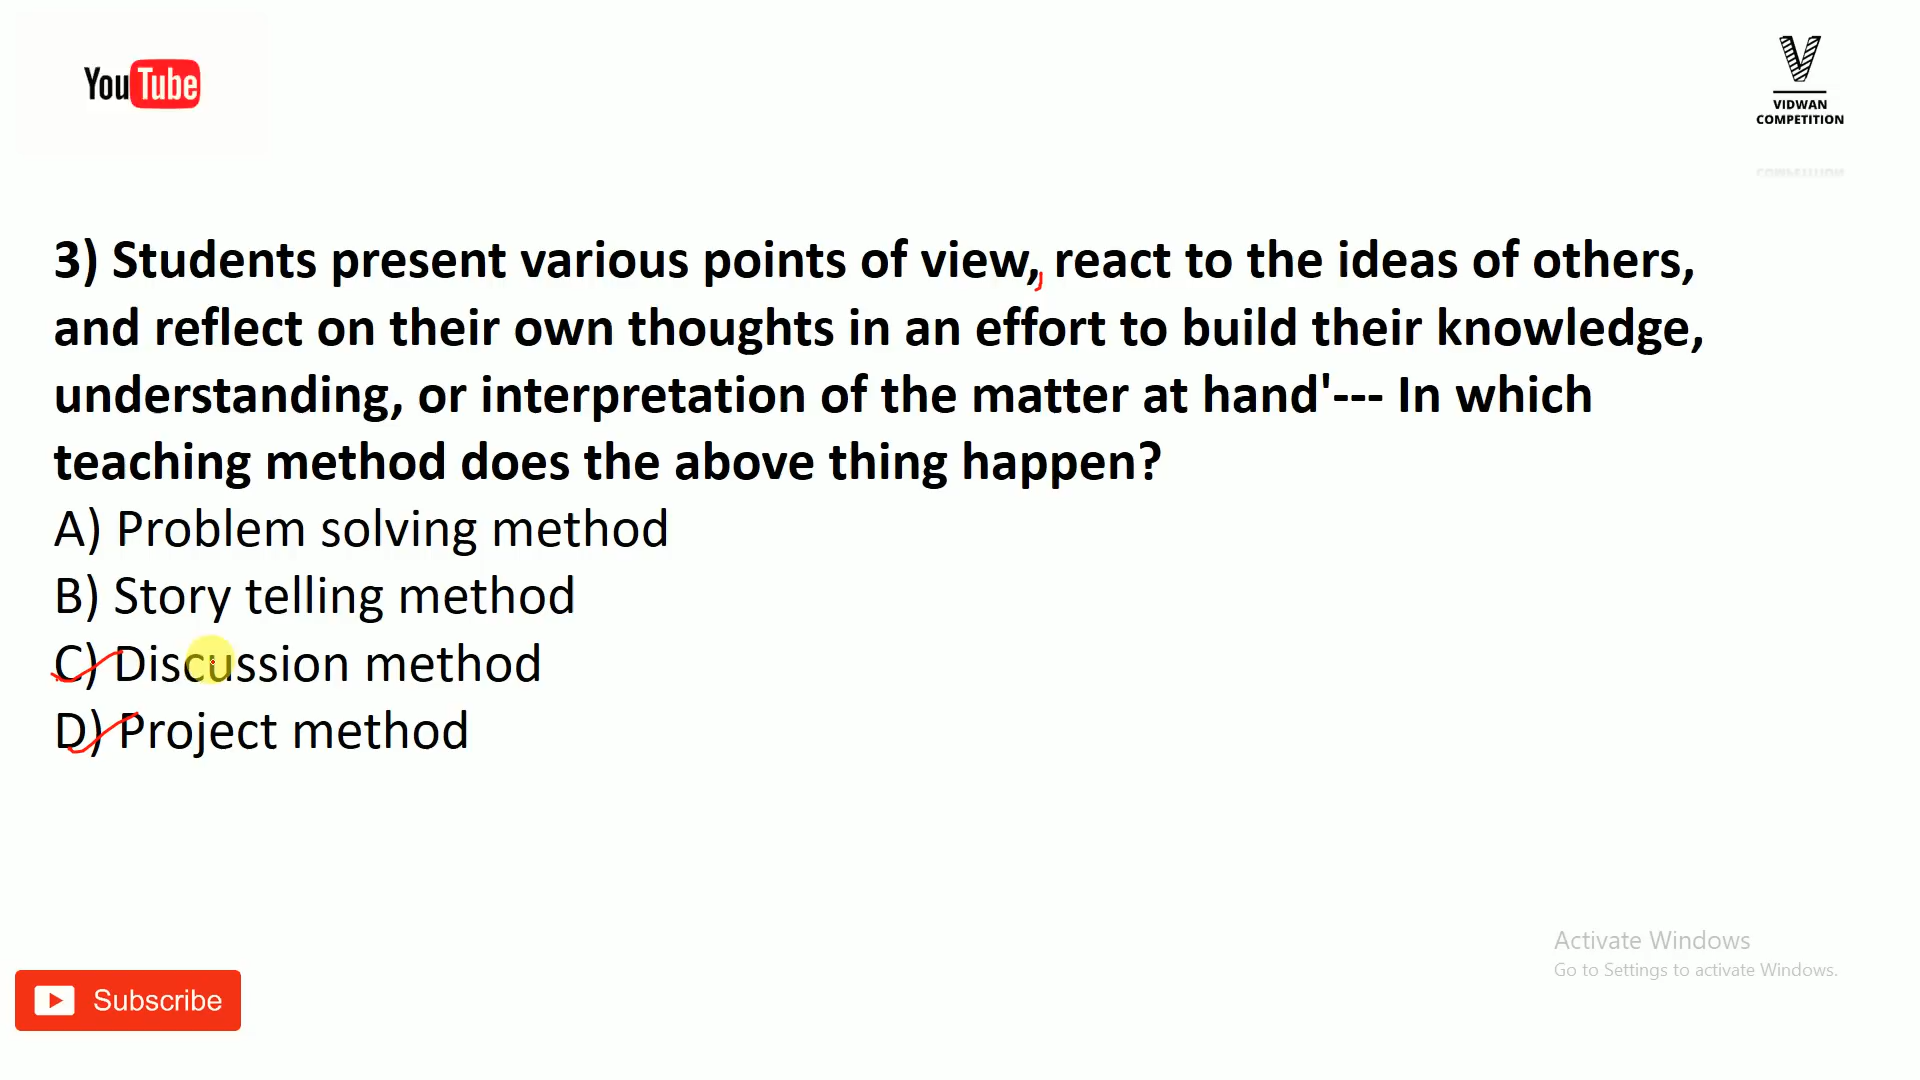 YouTube
V
VIDWAN
COMPETITION
3) Students present various points of view, react to the ideas of others,
and reflect on their own thoughts in an effort to build their knowledge,
understanding, or interpretation of the matter at hand'--- In which
teaching method does the above thing happen?
A) Problem solving method
B) Story telling method
C) Discussion method
D) Project method
Activate Windows
Go to Settings to activate Windows.
Subscribe